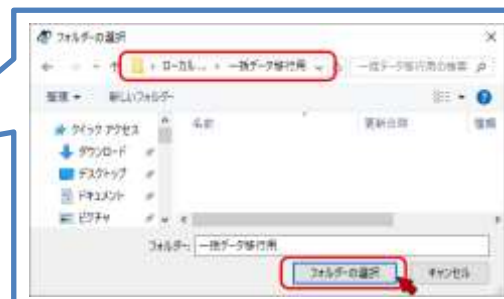 フォルダーの選択
ローカル... › 一括データ移行用
一括データ移行用の検索
整理 新しいフォルダー
名前 更新日時 種類
クイック アクセス
ダウンロード
デスクトップ
ドキュメント
ピクチャ
フォルダー: 一括データ移行用
フォルダーの選択 キャンセル